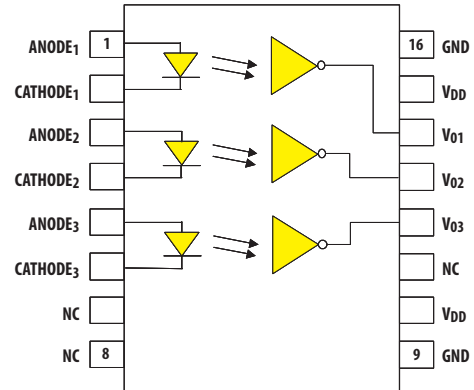 ANODE1 1 16 GND
CATHODE1 VDD
ANODE2 V01
CATHODE2 V02
ANODE3 V03
CATHODE3 NC
NC VDD
NC 8 9 GND